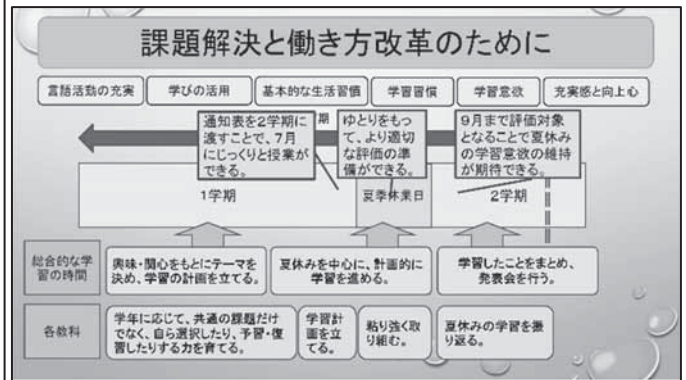 課題解決と働き方改革のために
言語活動の充実
学びの活用
基本的な生活習慣
学習習慣
学習意欲
充実感と向上心
期
通知表を2学期に
渡すことで、7月
にじっくりと授業が
できる。
ゆとりをもっ
て、より適切
な評価の準
備ができる。
9月まで評価対象
となることで夏休み
の学習意欲の維持
が期待できる。
1学期
夏季休業日
2学期
総合的な学
習の時間
興味・関心をもとにテーマを
決め、学習の計画を立てる。
夏休みを中心に、計画的に
学習を進める。
学習したことをまとめ、
発表会を行う。
各教科
学年に応じて、共通の課題だけ
でなく、自ら選択したり、予習・復
習したりする力を育てる。
学習計
画を立
てる。
粘り強く取
り組む。
夏休みの学習を振
り返る。